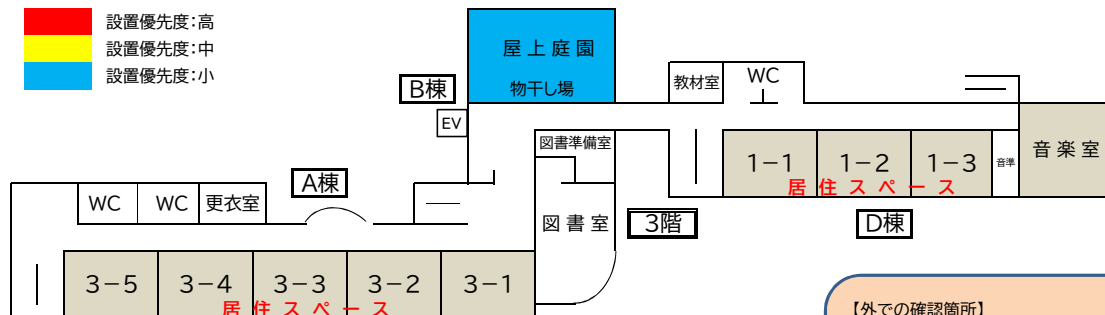 設置優先度：高
設置優先度：中
設置優先度：小
屋上庭園
物干し場
B棟
EV
教材室
WC
図書準備室
1－1
1－2
1－3
音準
音楽室
居住スペース
A棟
WC
WC
更衣室
図書室
3階
D棟
3－5
3－4
3－3
3－2
3－1
居住スペース
【外での確認箇所】